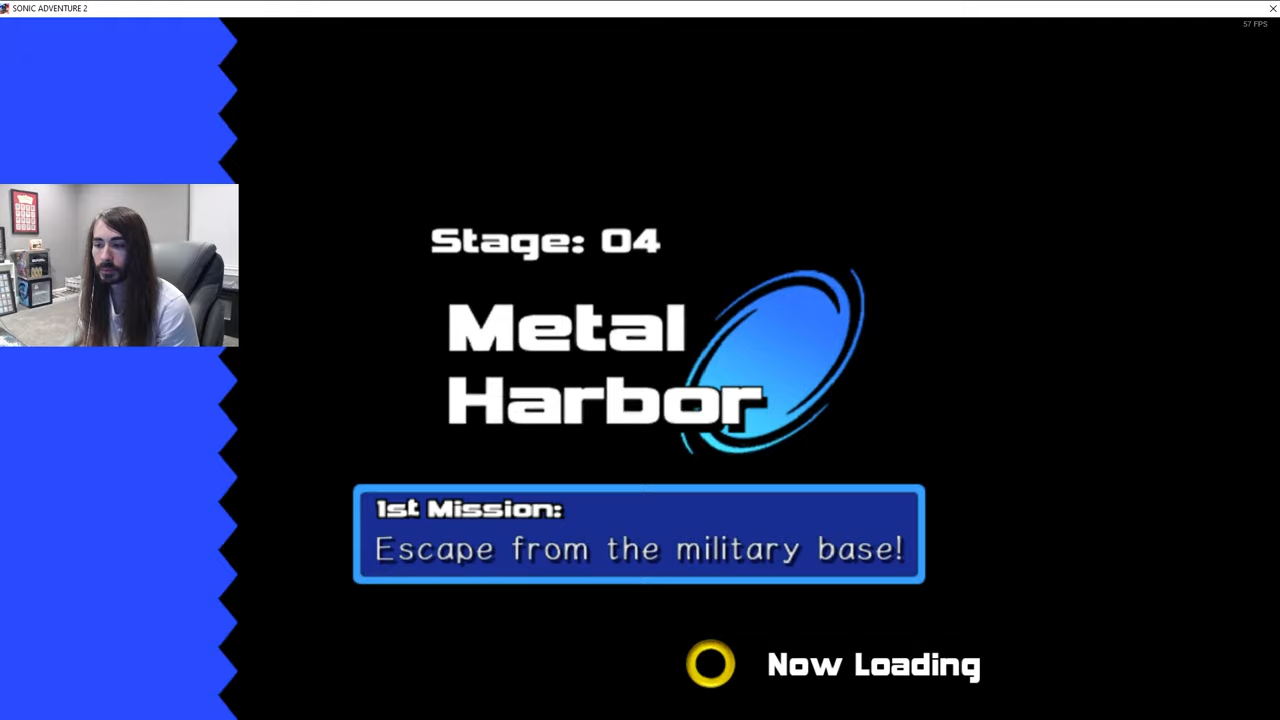 SONIC ADVENTURE 2
57 FPS
Stage: 04
Metal
Harbor
1st Mission:
Escape from the military base!
Now Loading